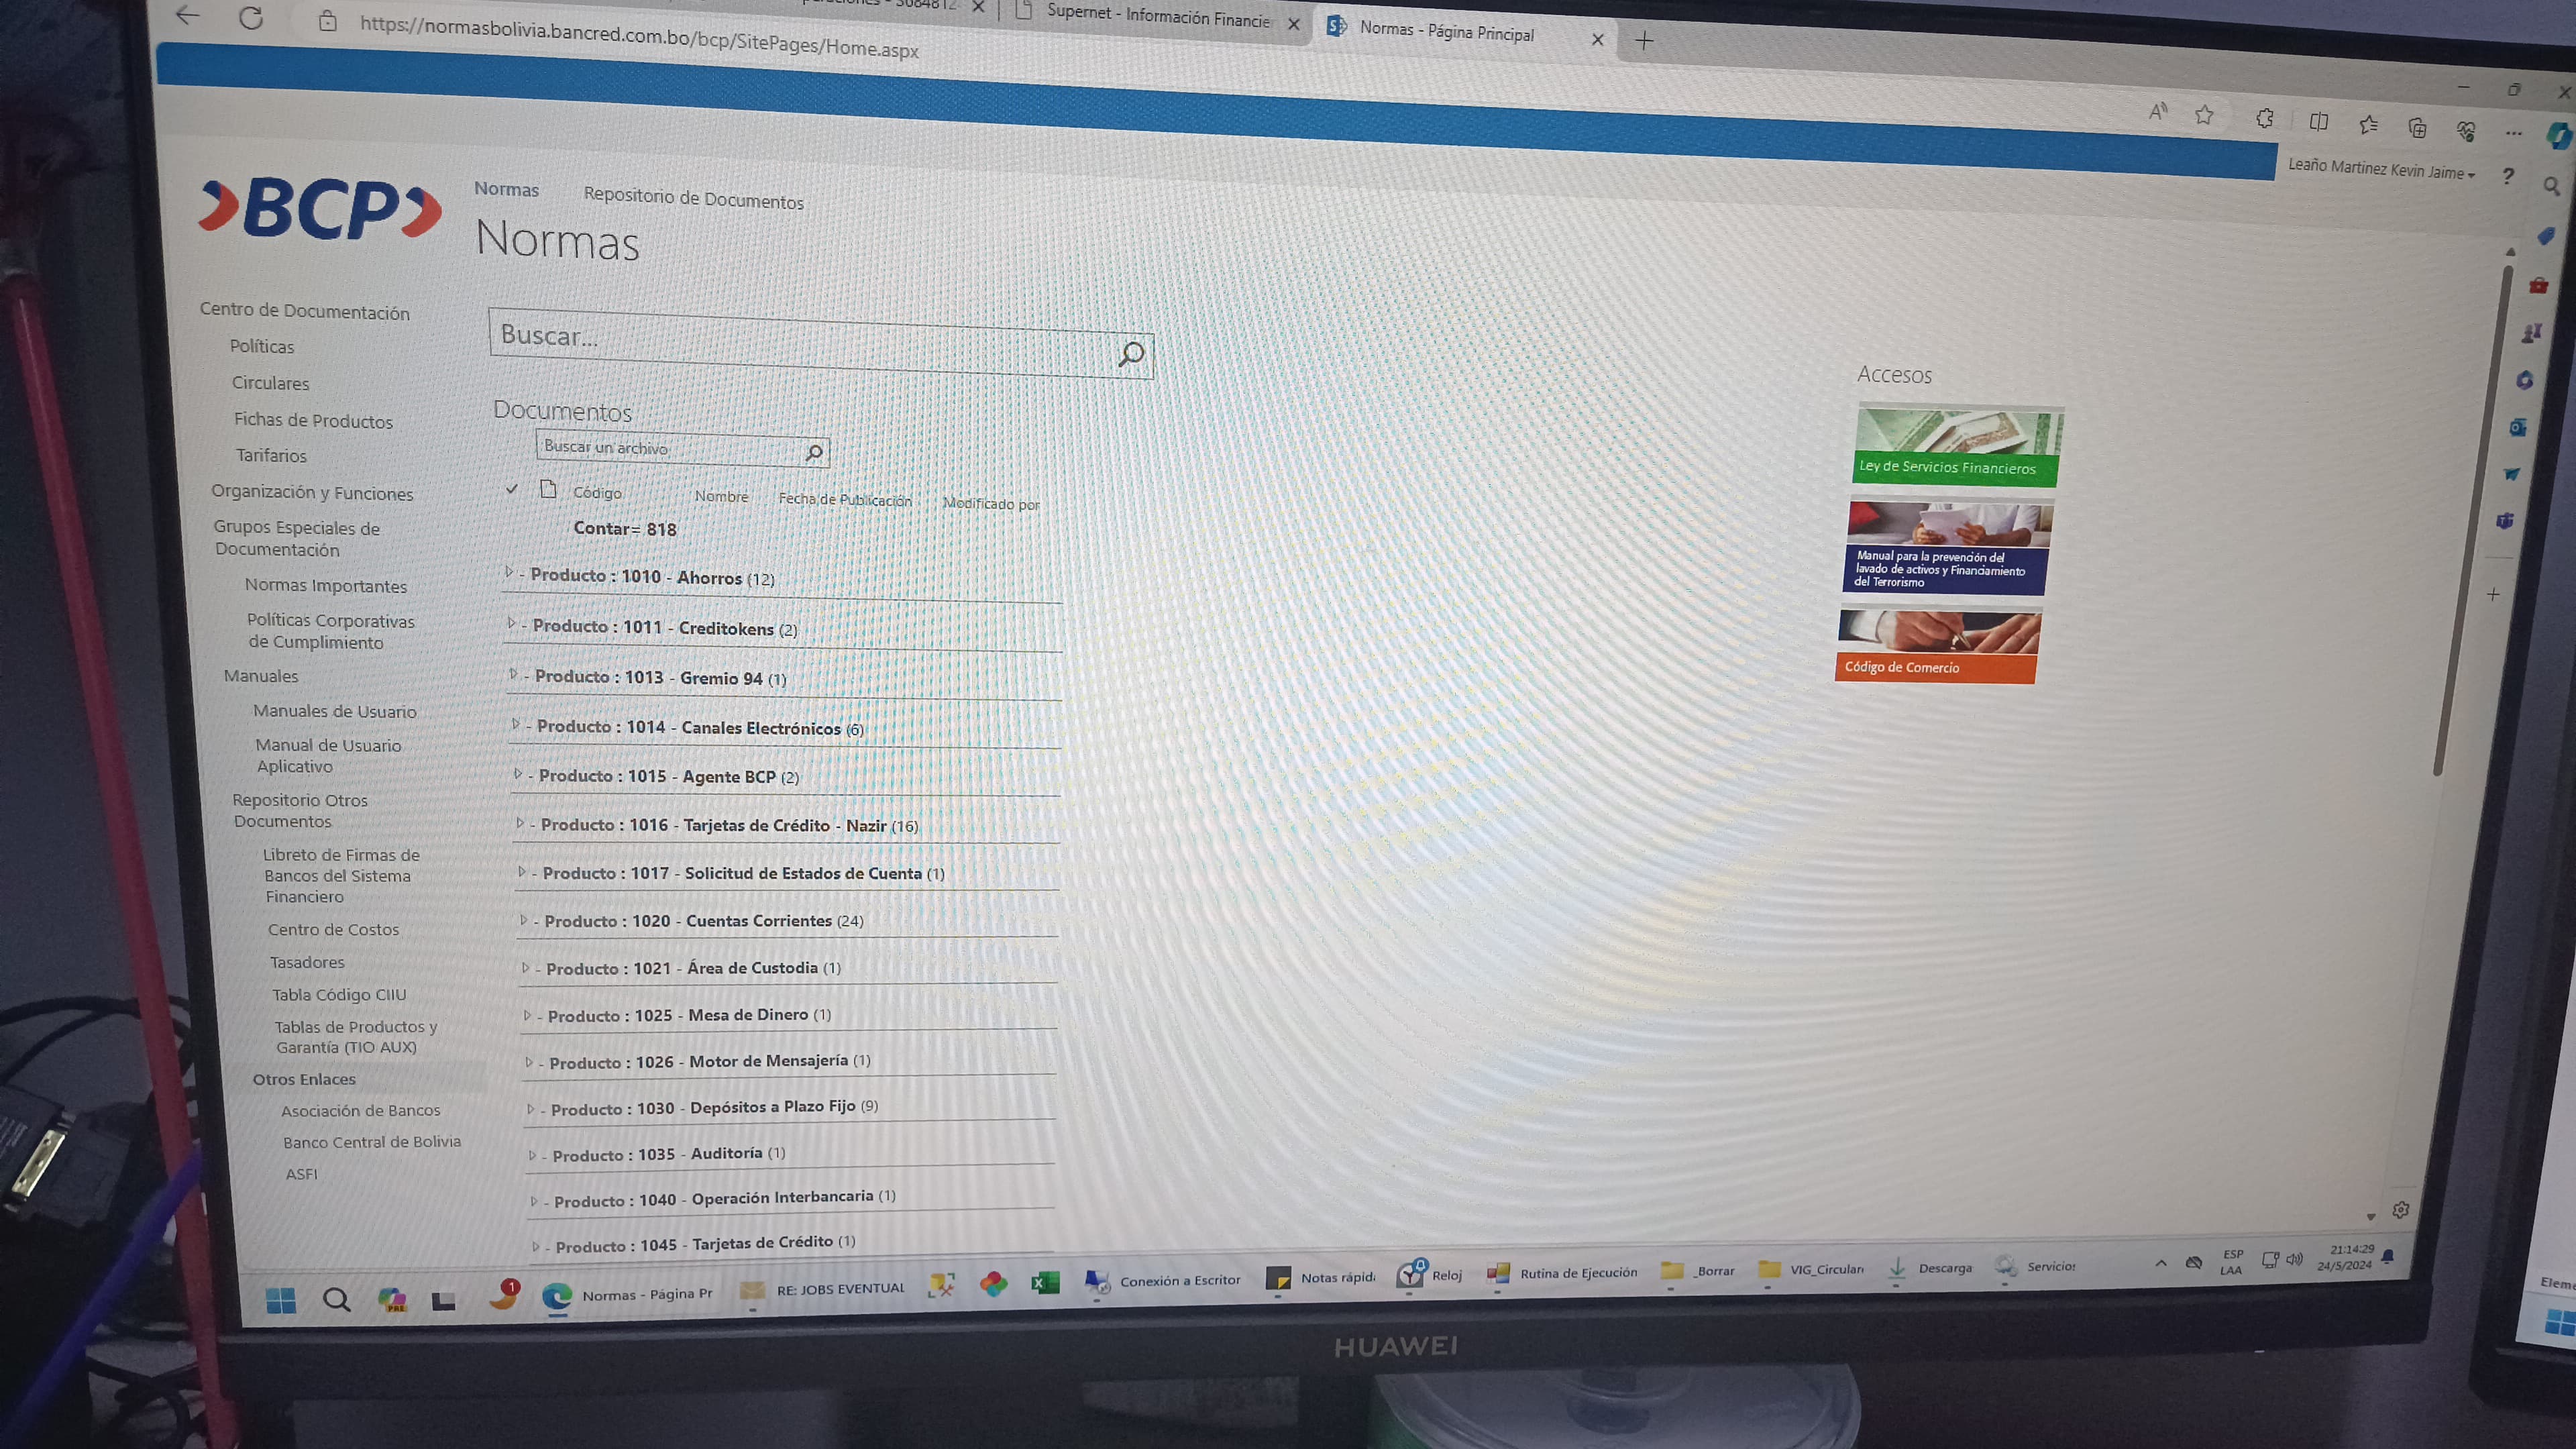 Supernet - Información Financie
Normas - Página Principal
https://normasbolivia.bancred.com.bo/bcp/SitePages/Home.aspx
Leaño Martinez Kevin Jaime
?
BCP
Normas
Repositorio de Documentos
Normas
Centro de Documentación
Políticas
Circulares
Fichas de Productos
Tarifarios
Organización y Funciones
Grupos Especiales de
Documentación
Normas Importantes
Políticas Corporativas
de Cumplimiento
Manuales
Manuales de Usuario
Manual de Usuario
Aplicativo
Repositorio Otros
Documentos
Libreto de Firmas de
Bancos del Sistema
Financiero
Centro de Costos
Tasadores
Tabla Código CIIU
Tablas de Productos y
Garantía (TIO AUX)
Otros Enlaces
Asociación de Bancos
Banco Central de Bolivia
ASFI
Buscar...
Documentos
Buscar un archivo
Código Nombre Fecha de Publicación Modificado por
Contar= 818
- Producto : 1010 - Ahorros (12)
- Producto : 1011 - Creditokens (2)
- Producto : 1013 - Gremio 94 (1)
- Producto : 1014 - Canales Electrónicos (6)
- Producto : 1015 - Agente BCP (2)
- Producto : 1016 - Tarjetas de Crédito - Nazir (16)
- Producto : 1017 - Solicitud de Estados de Cuenta (1)
- Producto : 1020 - Cuentas Corrientes (24)
- Producto : 1021 - Área de Custodia (1)
- Producto : 1025 - Mesa de Dinero (1)
- Producto : 1026 - Motor de Mensajería (1)
- Producto : 1030 - Depósitos a Plazo Fijo (9)
- Producto : 1035 - Auditoría (1)
- Producto : 1040 - Operación Interbancaria (1)
- Producto : 1045 - Tarjetas de Crédito (1)
Accesos
Ley de Servicios Financieros
Manual para la prevención del
lavado de activos y Financiamiento
del Terrorismo
Código de Comercio
PRE
1
Normas - Página Pr
RE: JOBS EVENTUAL
Conexión a Escritor
Notas rápid
Reloj
Rutina de Ejecución
_Borrar
VIG_Circular
Descarga
Servicios
ESP
LAA
21:14:29
24/5/2024
HUAWEI
Eleme